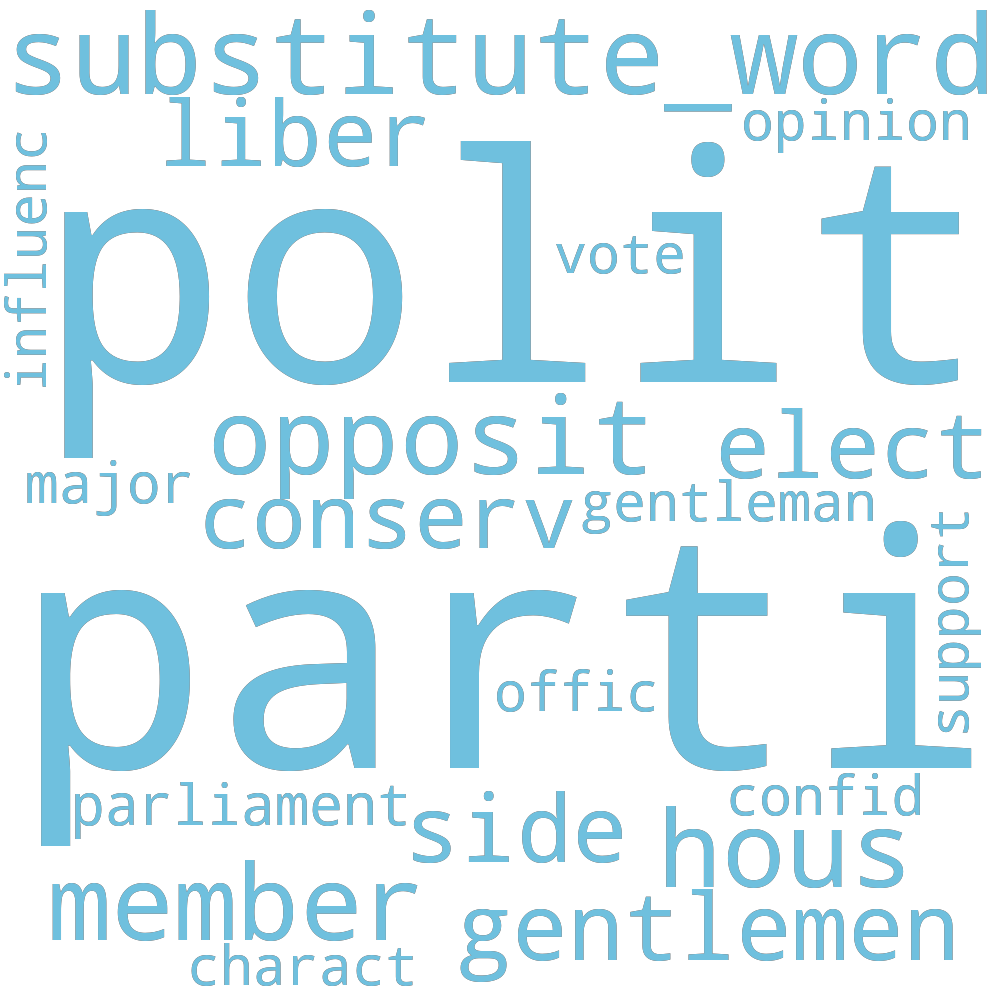 substitute_word
liber
opinion
influenc
polit
vote
opposit
elect
major
conserv
gentleman
support
parti
offic
parliament
confid
side
hous
member
gentlemen
charact